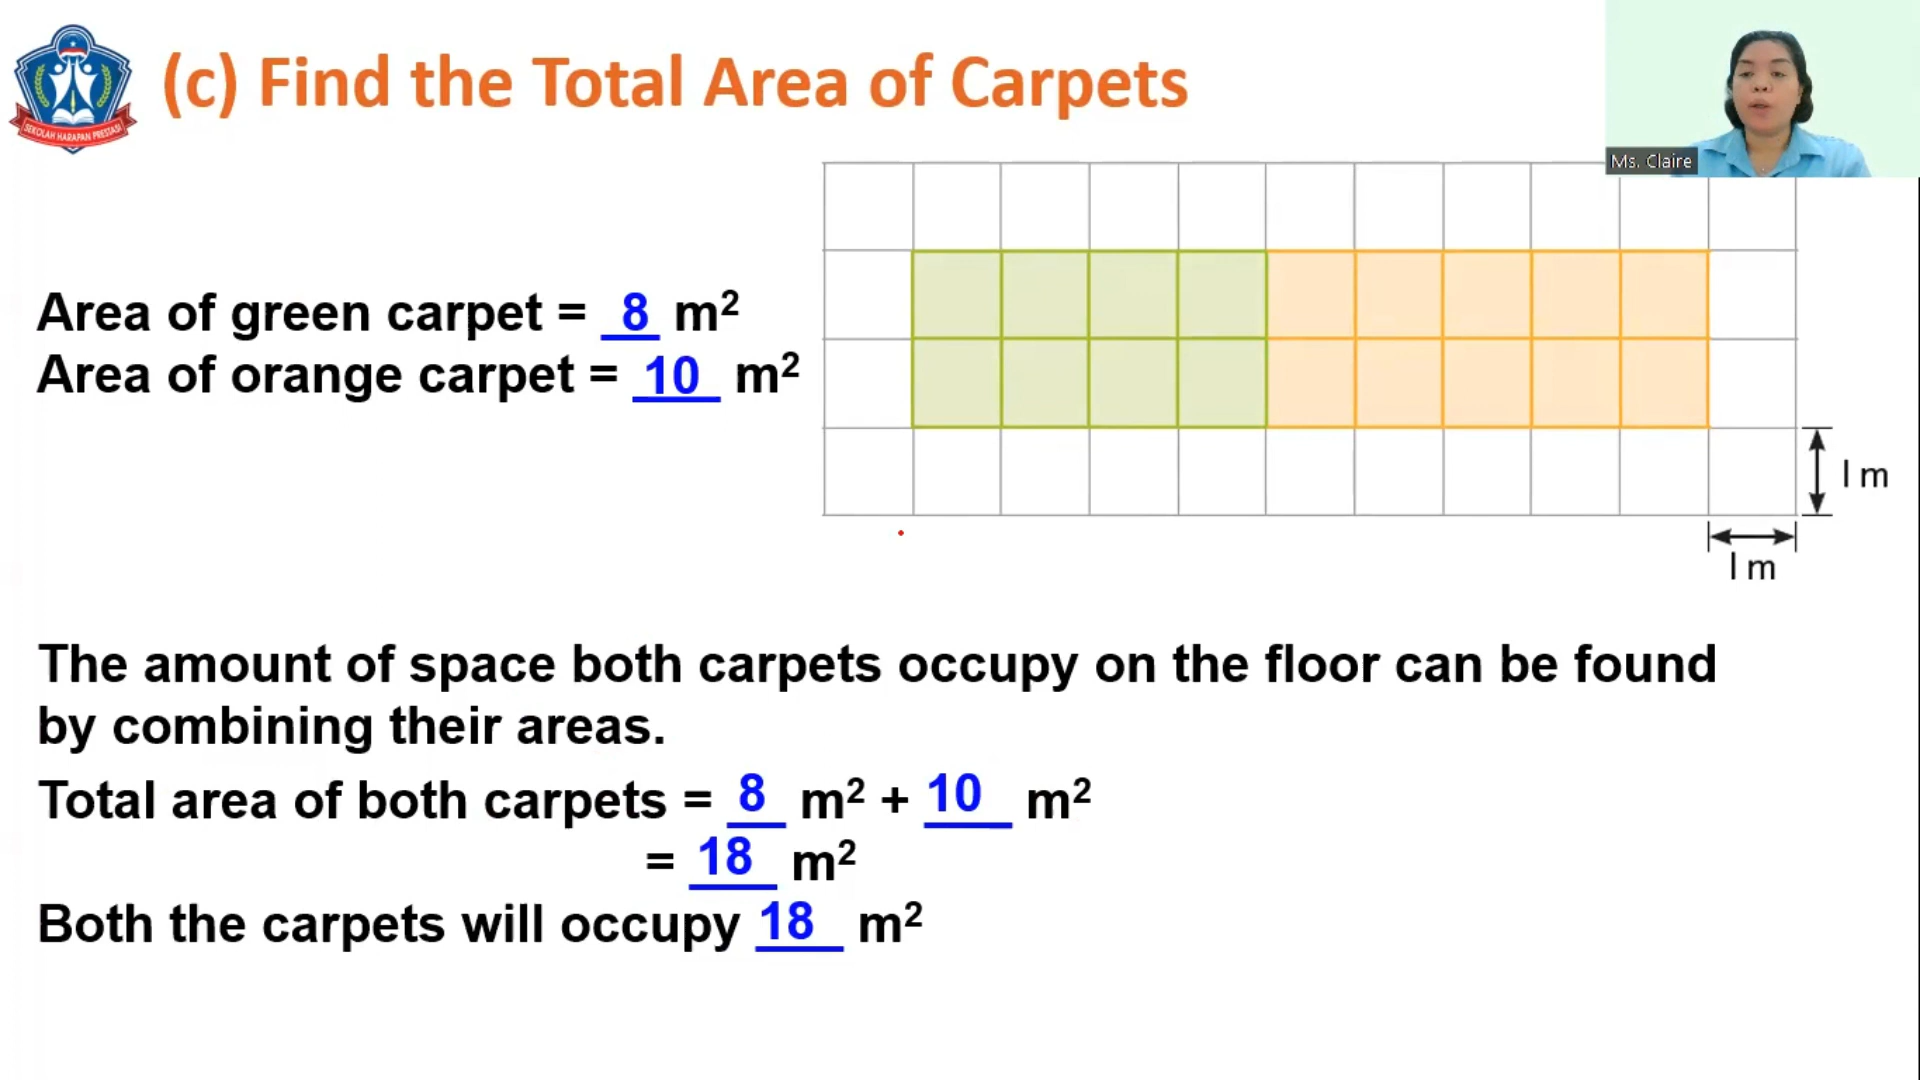 SEKOLAH HARAPAN PRESTASI
(c) Find the Total Area of Carpets
Ms. Claire
Area of green carpet = 8 m²
Area of orange carpet = 10 m²
1 m
1 m
The amount of space both carpets occupy on the floor can be found
by combining their areas.
Total area of both carpets = 8 m² + 10 m²
= 18 m²
Both the carpets will occupy 18 m²